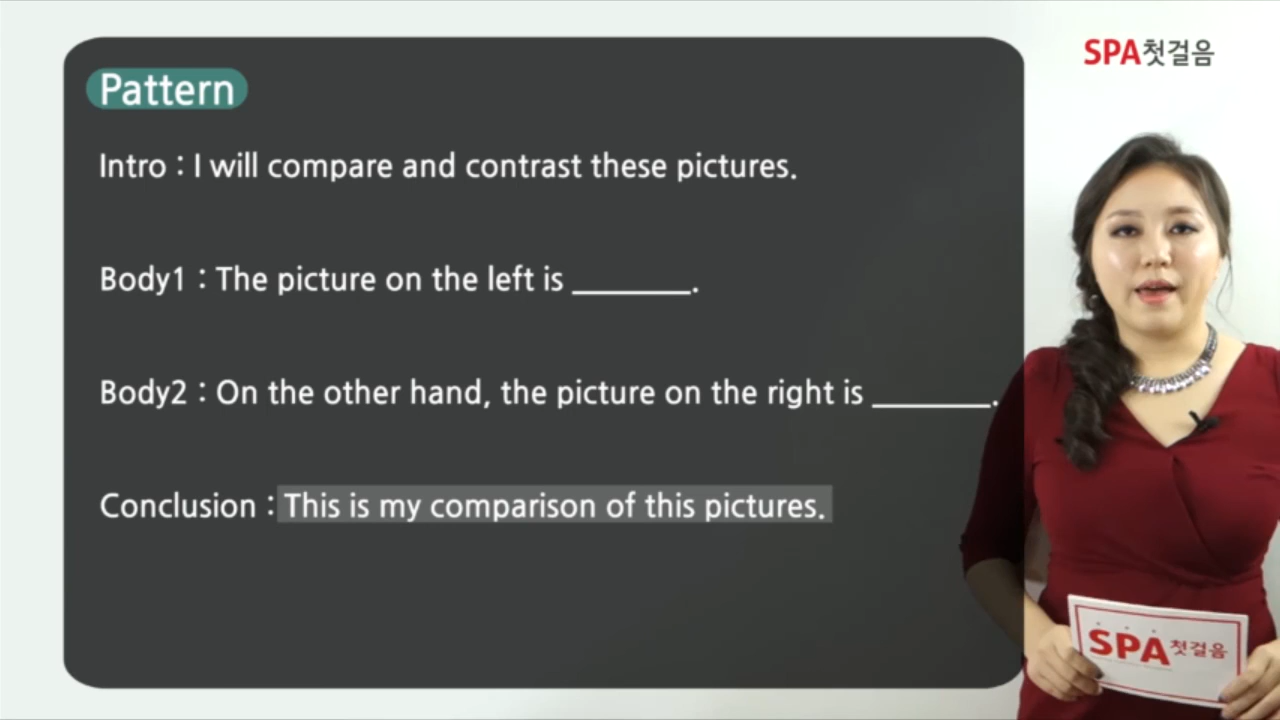 SPA첫걸음
Pattern
Intro : I will compare and contrast these pictures.
Body1 : The picture on the left is _______.
Body2 : On the other hand, the picture on the right is _______.
Conclusion : This is my comparison of this pictures.
SPA첫걸음